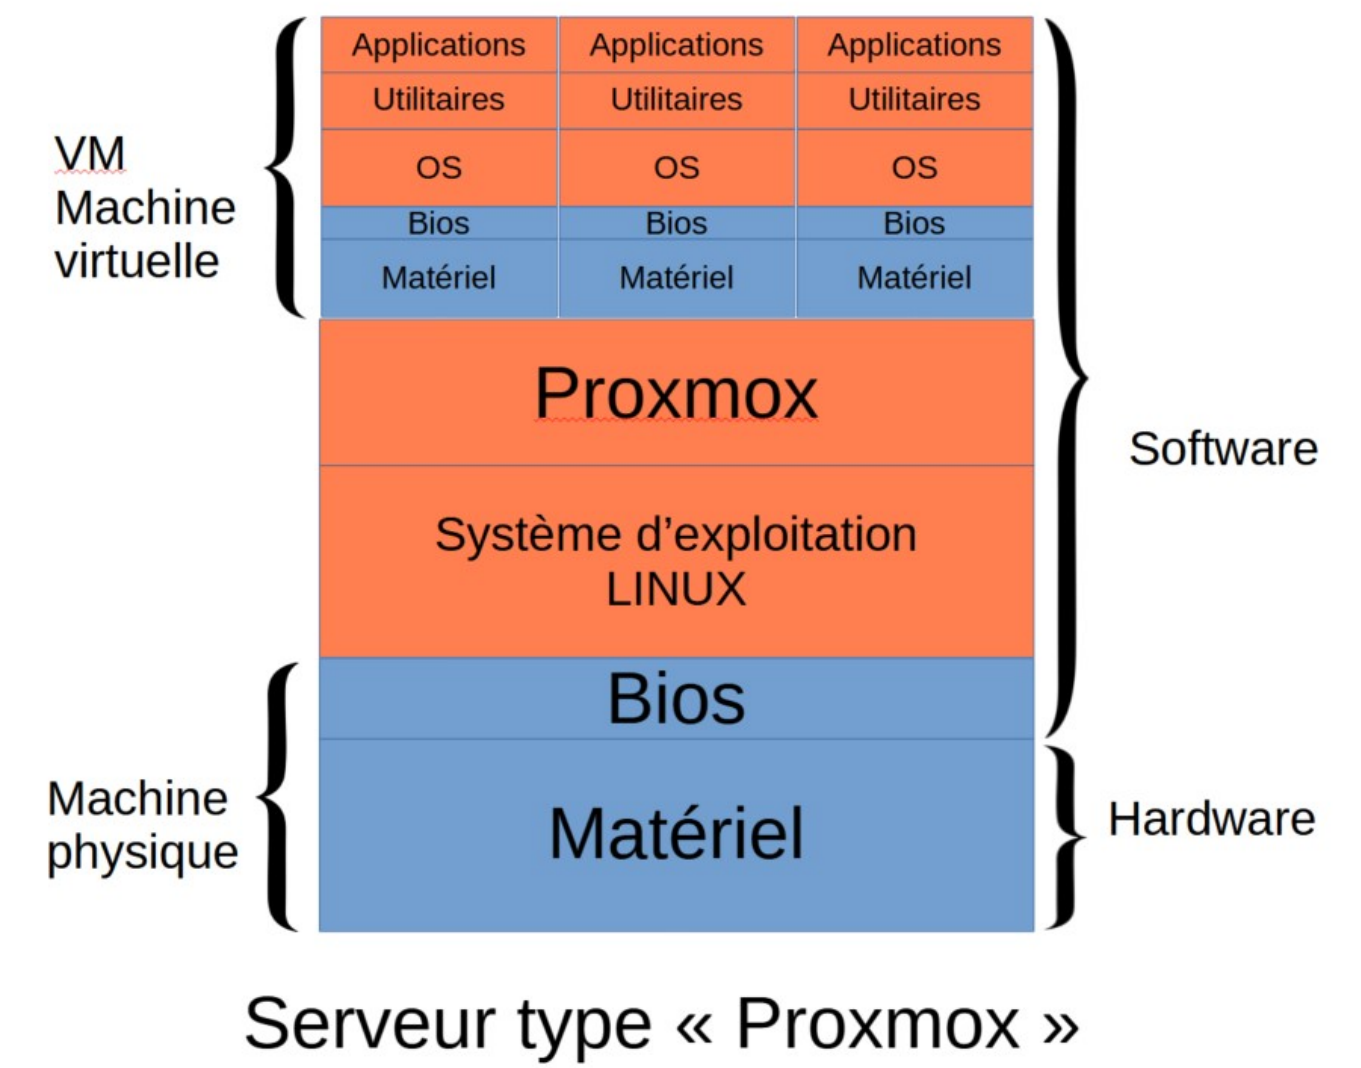 Applications Applications Applications
Utilitaires Utilitaires Utilitaires
VM
Machine
virtuelle
OS OS OS
Bios Bios Bios
Matériel Matériel Matériel
Proxmox
Software
Système d’exploitation
LINUX
Bios
Machine
physique
Matériel
Hardware
Serveur type « Proxmox »